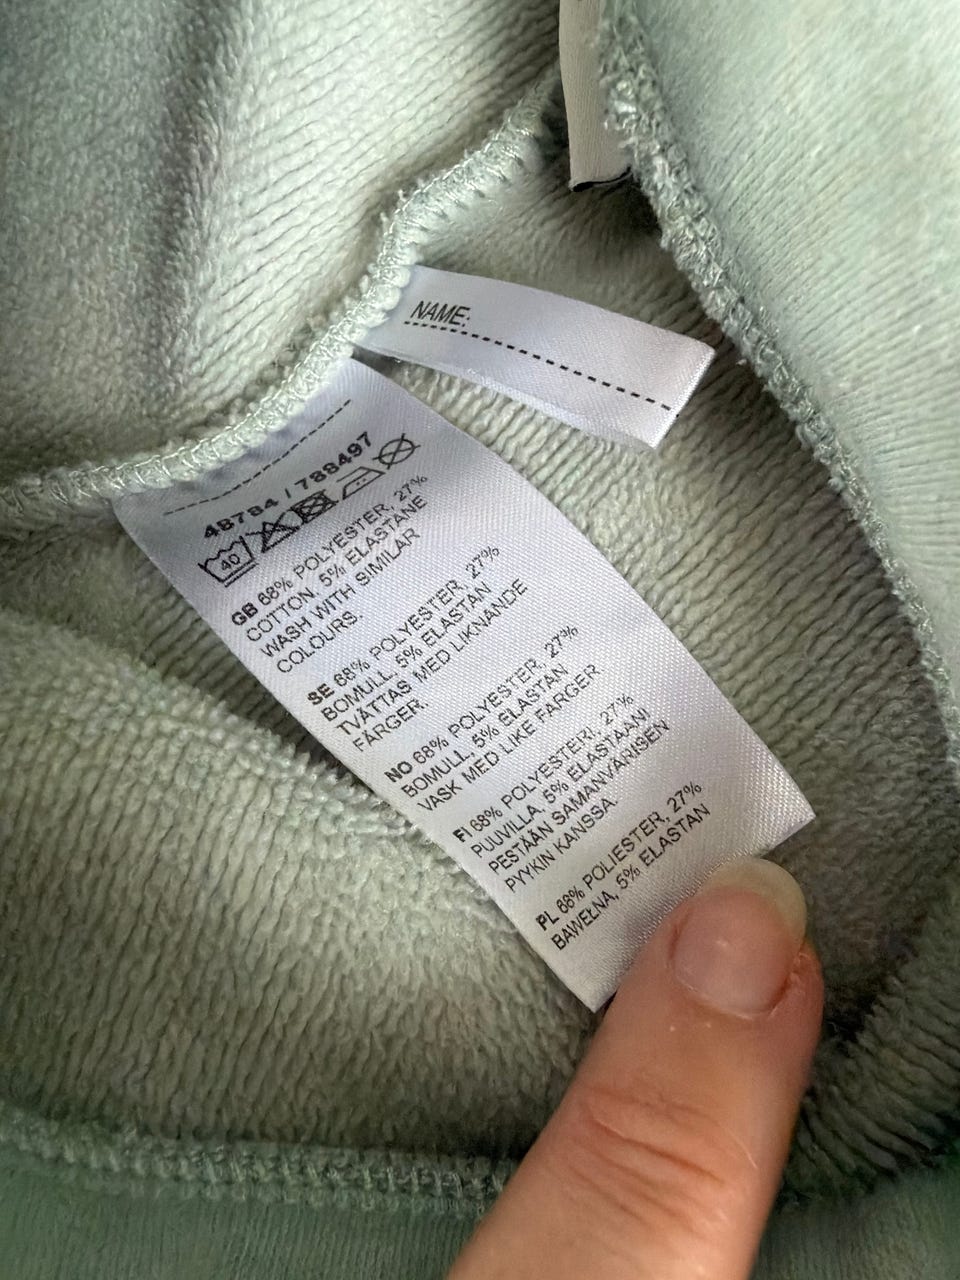 NAME:
48784 / 788497
40
GB 68% POLYESTER, 27%
COTTON, 5% ELASTANE
WASH WITH SIMILAR
COLOURS.
SE 68% POLYESTER, 27%
BOMULL, 5% ELASTAN
TVÄTTAS MED LIKNANDE
FÄRGER.
NO 68% POLYESTER, 27%
BOMULL, 5% ELASTAN
VASK MED LIKE FARGER
FI 68% POLYESTERI, 27%
PUUVILLA, 5% ELASTAANI
PESTÄÄN SAMANVÄRISEN
PYYKIN KANSSA.
PL 68% POLIESTER, 27%
BAWEŁNA, 5% ELASTAN